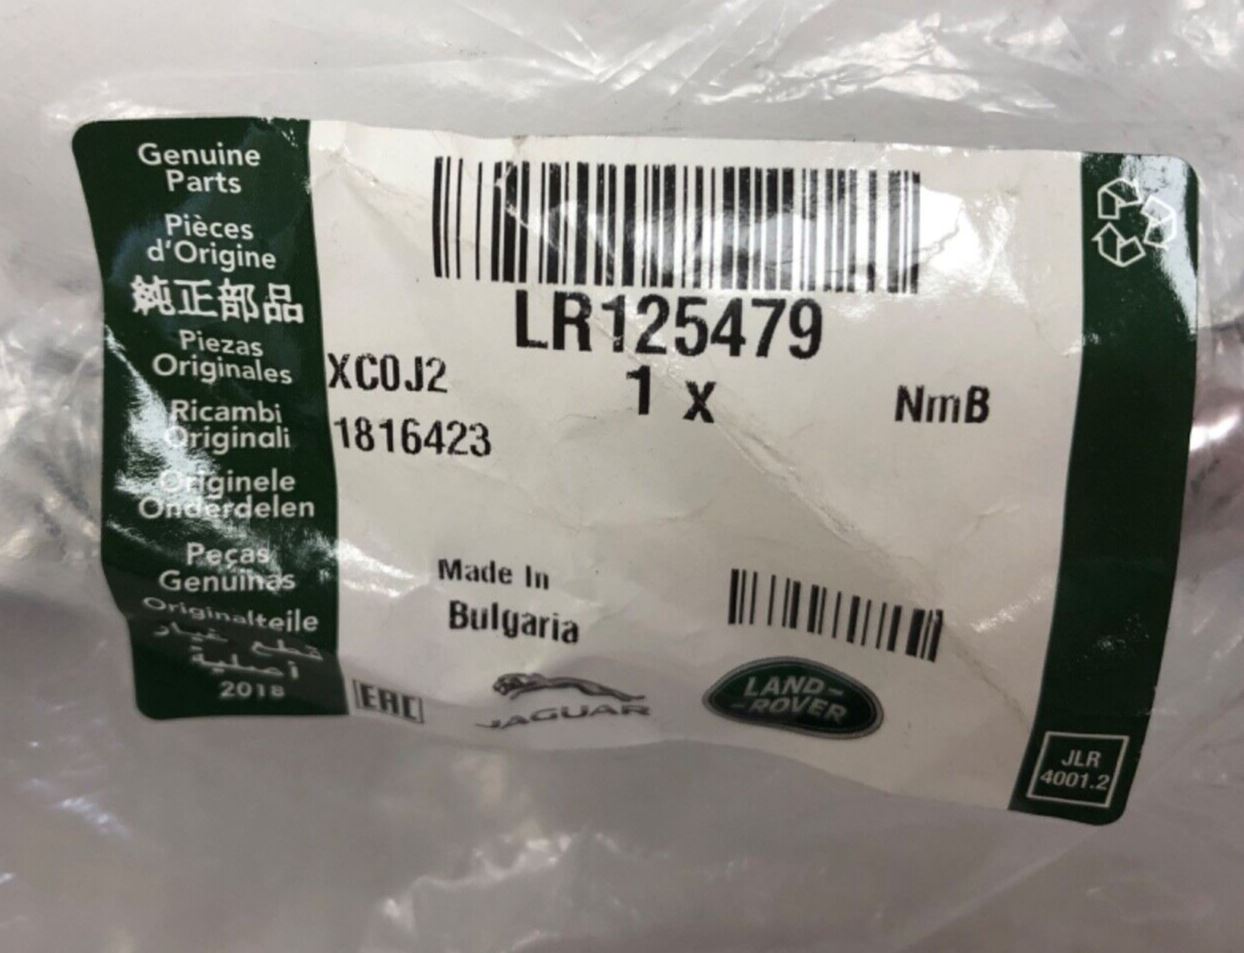 Genuine
Parts
Pièces
d'Origine
純正部品
Piezas
Originales
Ricambi
Originali
Originele
Onderdelen
Peças
Genuínas
Originalteile
قطع غيار
أصلية
2018
LR125479
XC0J2
1 x
NmB
1816423
Made In
Bulgaria
EAC
JAGUAR
LAND-
-ROVER
JLR
4001.2